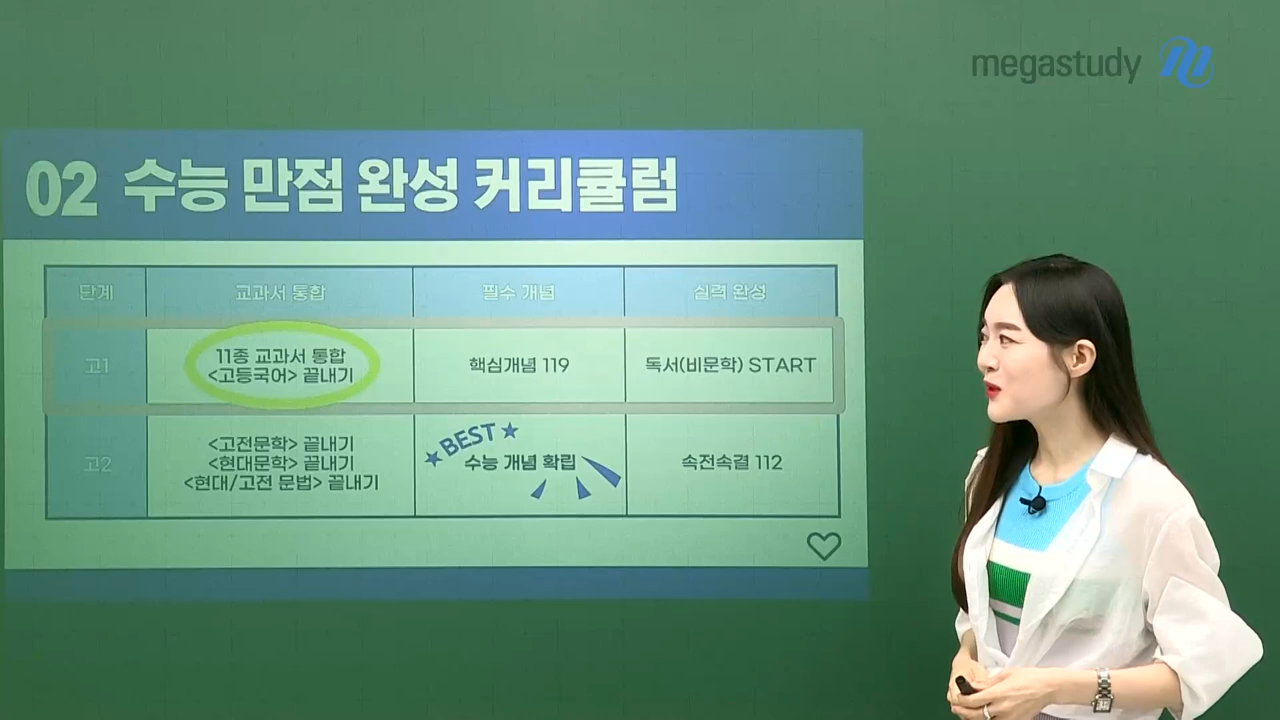 megastudy
02 수능 만점 완성 커리큘럼
단계 교과서 통합 필수 개념 실력 완성
고1
11종 교과서 통합
<고등국어> 끝내기
핵심개념 119
독서(비문학) START
고2
<고전문학> 끝내기
<현대문학> 끝내기
<현대/고전 문법> 끝내기
BEST
수능 개념 확립
속전속결 112